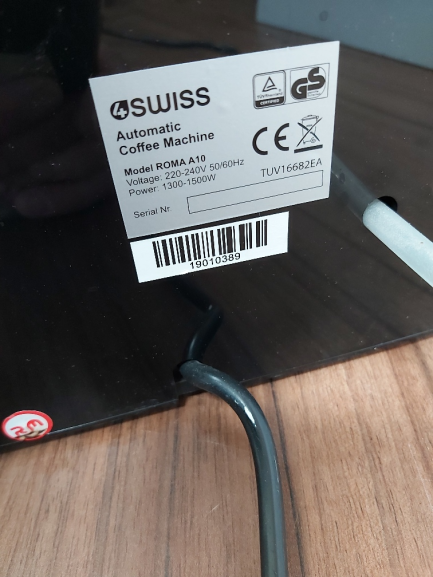 4SWISS
Automatic
Coffee Machine
Model ROMA A10
Voltage: 220-240V 50/60Hz
Power: 1300-1500W
TUV16682EA
Serial Nr.
19010389